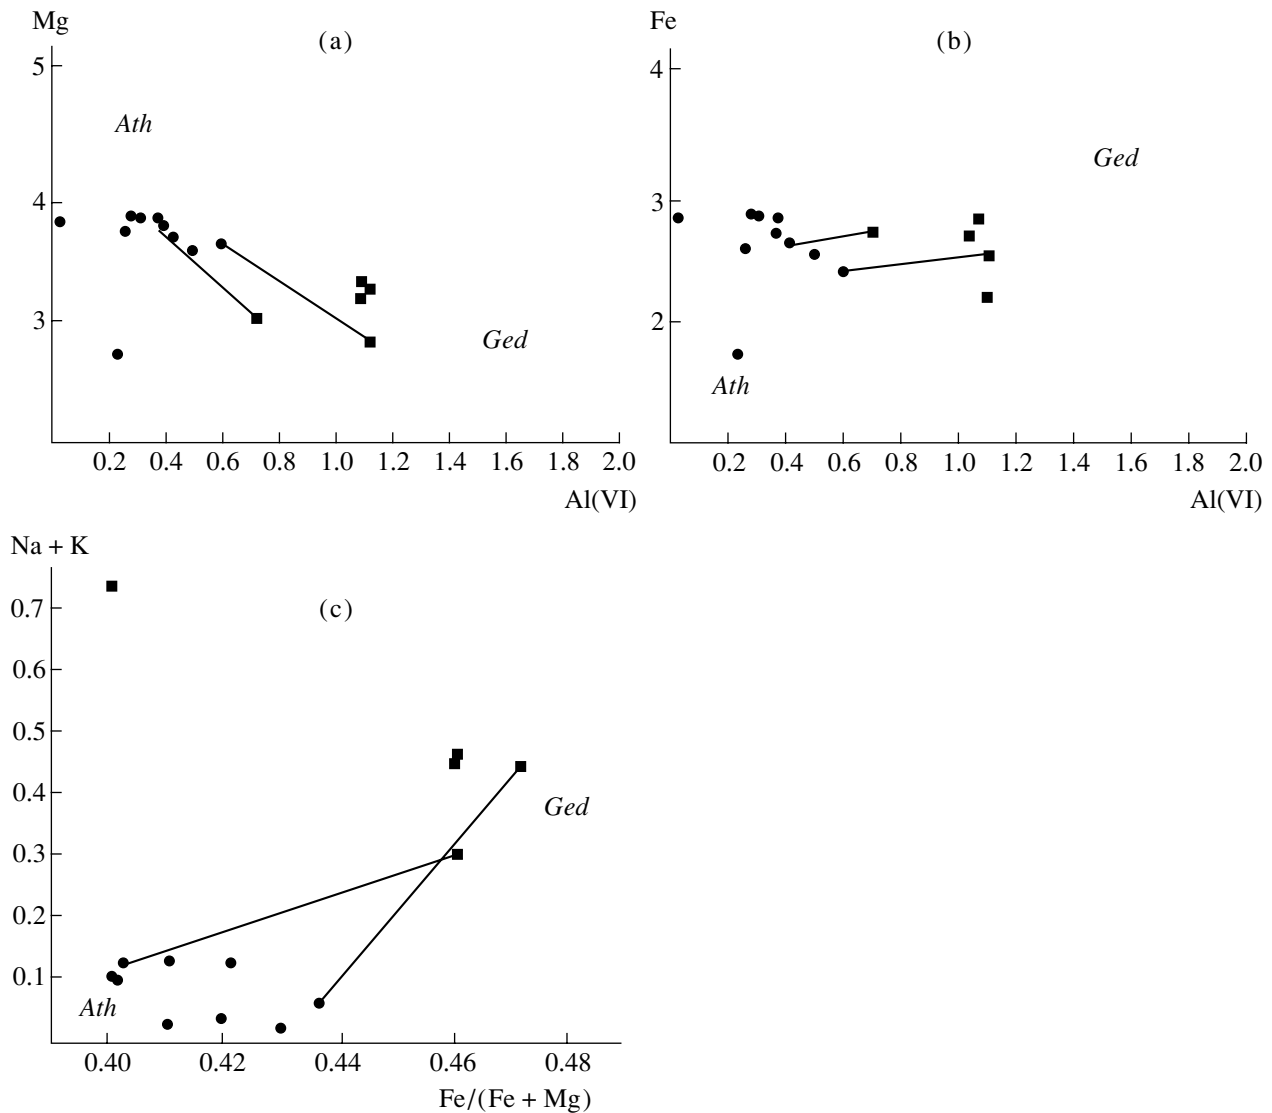 Mg
(a)
5
Ath
4
3
Ged
0.2 0.4 0.6 0.8 1.0 1.2 1.4 1.6 1.8 2.0
Al(VI)
Fe
(b)
4
Ged
3
2
Ath
0.2 0.4 0.6 0.8 1.0 1.2 1.4 1.6 1.8 2.0
Al(VI)
Na + K
(c)
0.7
0.6
0.5
0.4
Ged
0.3
0.2
0.1
Ath
0.40 0.42 0.44 0.46 0.48
Fe/(Fe + Mg)